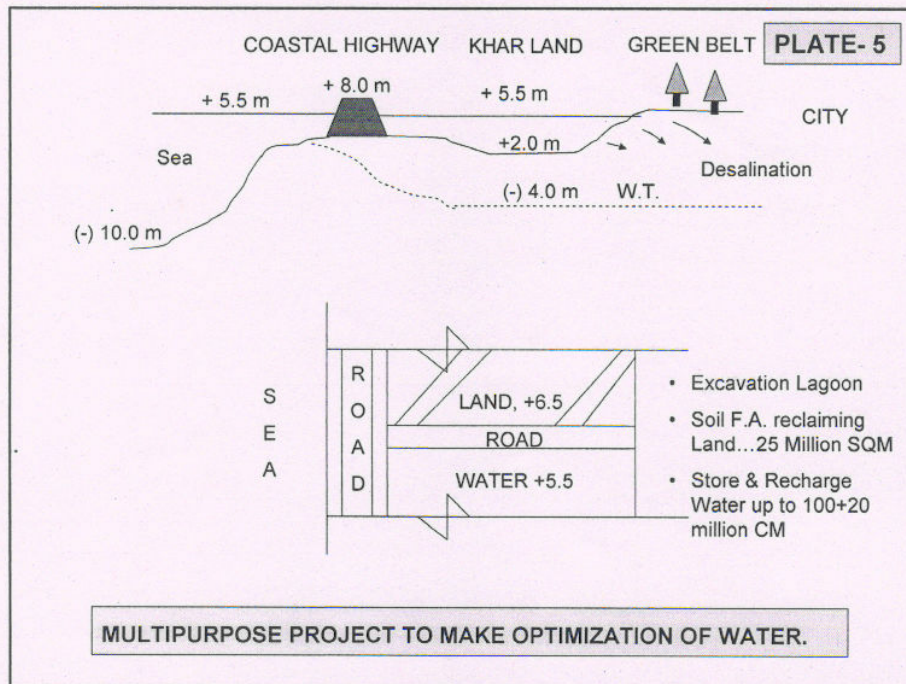 COASTAL HIGHWAY KHAR LAND GREEN BELT PLATE- 5
+ 5.5 m + 8.0 m + 5.5 m
CITY
Sea +2.0 m
Desalination
(-) 4.0 m W.T.
(-) 10.0 m
SEA
ROAD
LAND, +6.5
ROAD
WATER +5.5
• Excavation Lagoon
• Soil F.A. reclaiming
Land...25 Million SQM
• Store & Recharge
Water up to 100+20
million CM
MULTIPURPOSE PROJECT TO MAKE OPTIMIZATION OF WATER.